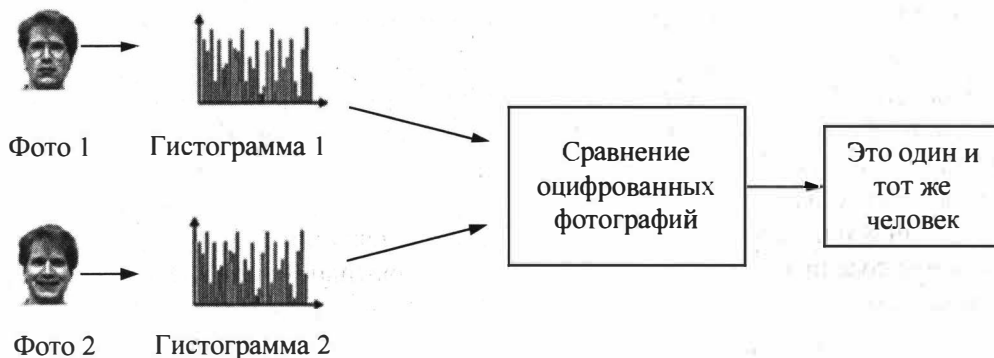 Фото 1
Гистограмма 1
Сравнение
оцифрованных
фотографий
Это один и
тот же
человек
Фото 2
Гистограмма 2